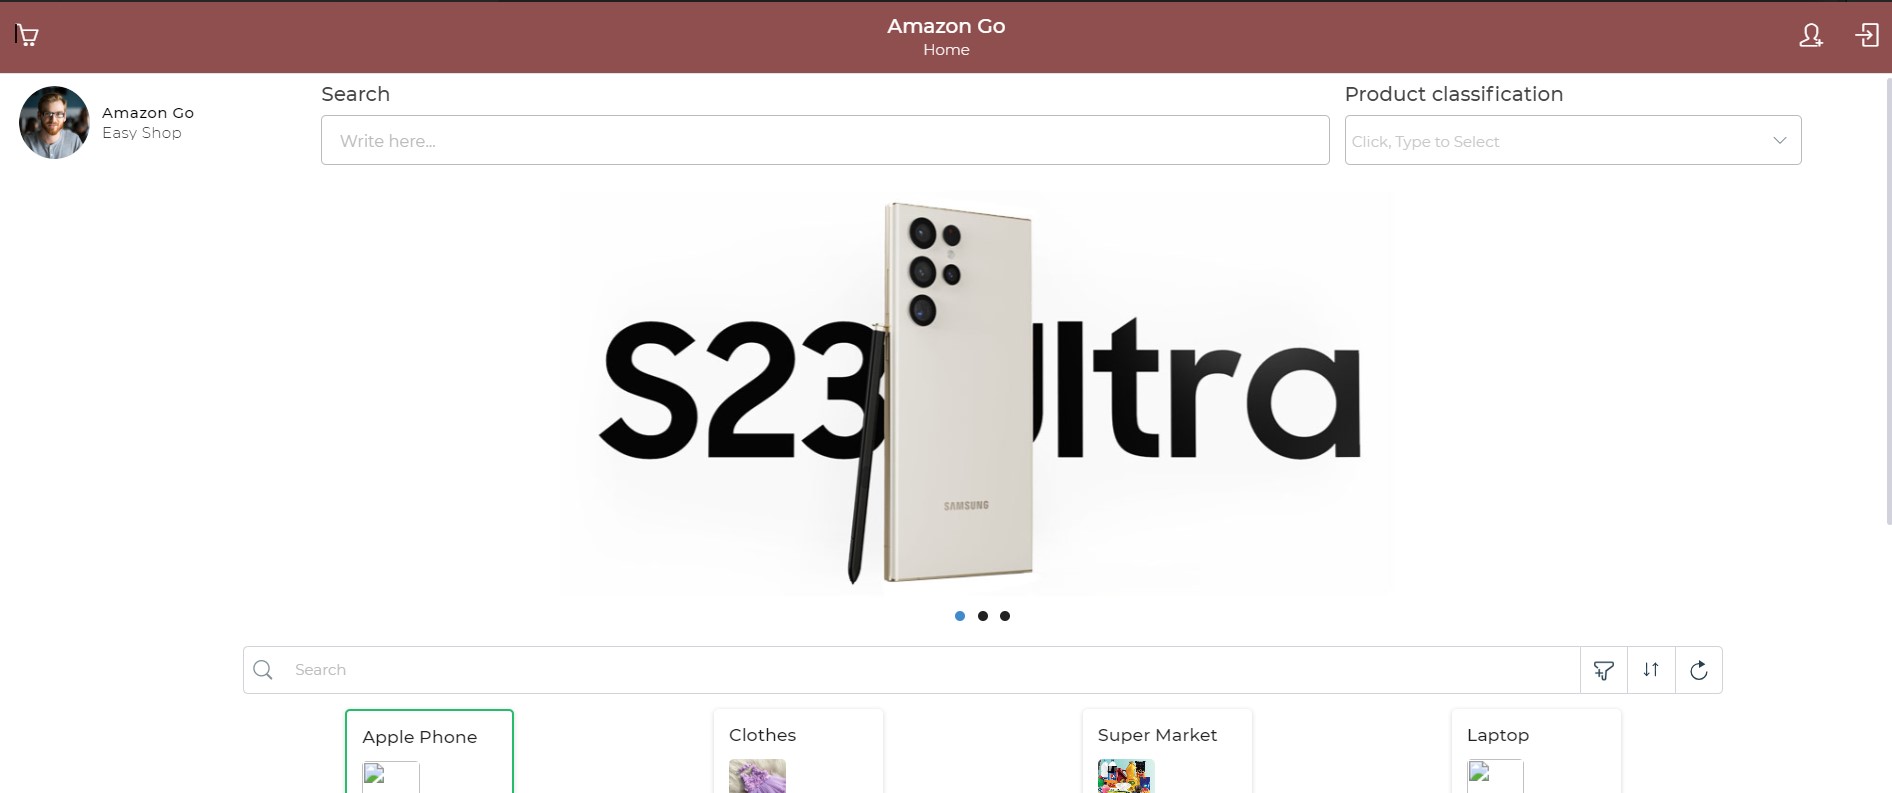 Amazon Go
Home
Amazon Go
Easy Shop
Search
Write here...
Product classification
Click, Type to Select
S23 Ultra
SAMSUNG
Search
Apple Phone
Clothes
Super Market
Laptop